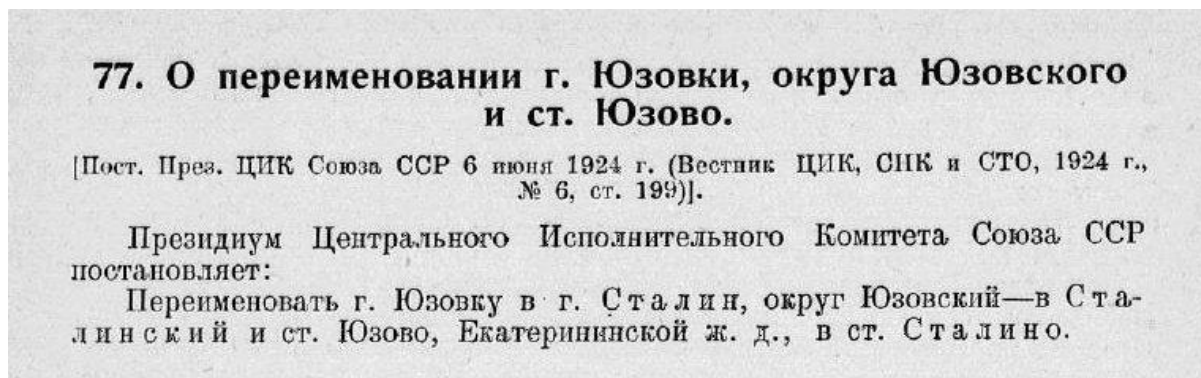 77. О переименовании г. Юзовки, округа Юзовского
и ст. Юзово.
[Пост. През. ЦИК Союза ССР 6 июня 1924 г. (Вестник ЦИК, СНК и СТО, 1924 г.,
№ 6, ст. 199)].
Президиум Центрального Исполнительного Комитета Союза ССР
постановляет:
Переименовать г. Юзовку в г. Сталин, округ Юзовский—в Ста-
линский и ст. Юзово, Екатерининской ж. д., в ст. Сталино.